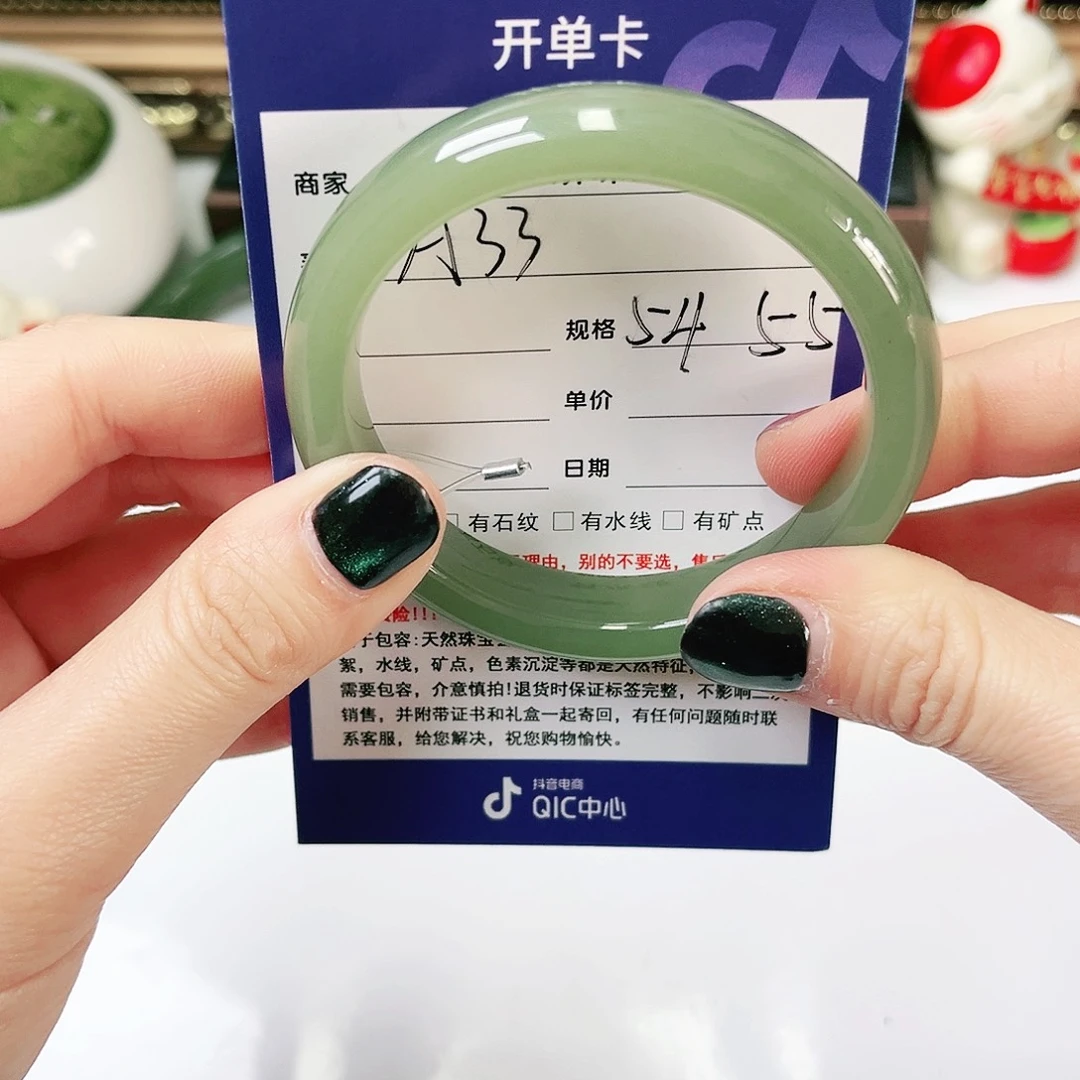 开单卡
商家
A33
规格 54 55
单价
日期
有石纹 □有水线 □有矿点
理由，别的不要选，售
险!!!
包容:天然珠宝
絮，水线，矿点，色素沉淀等都是天然特征，
需要包容，介意慎拍!退货时保证标签完整，不影响二次
销售，并附带证书和礼盒一起寄回，有任何问题随时联
系客服，给您解决，祝您购物愉快。
抖音电商
QIC中心